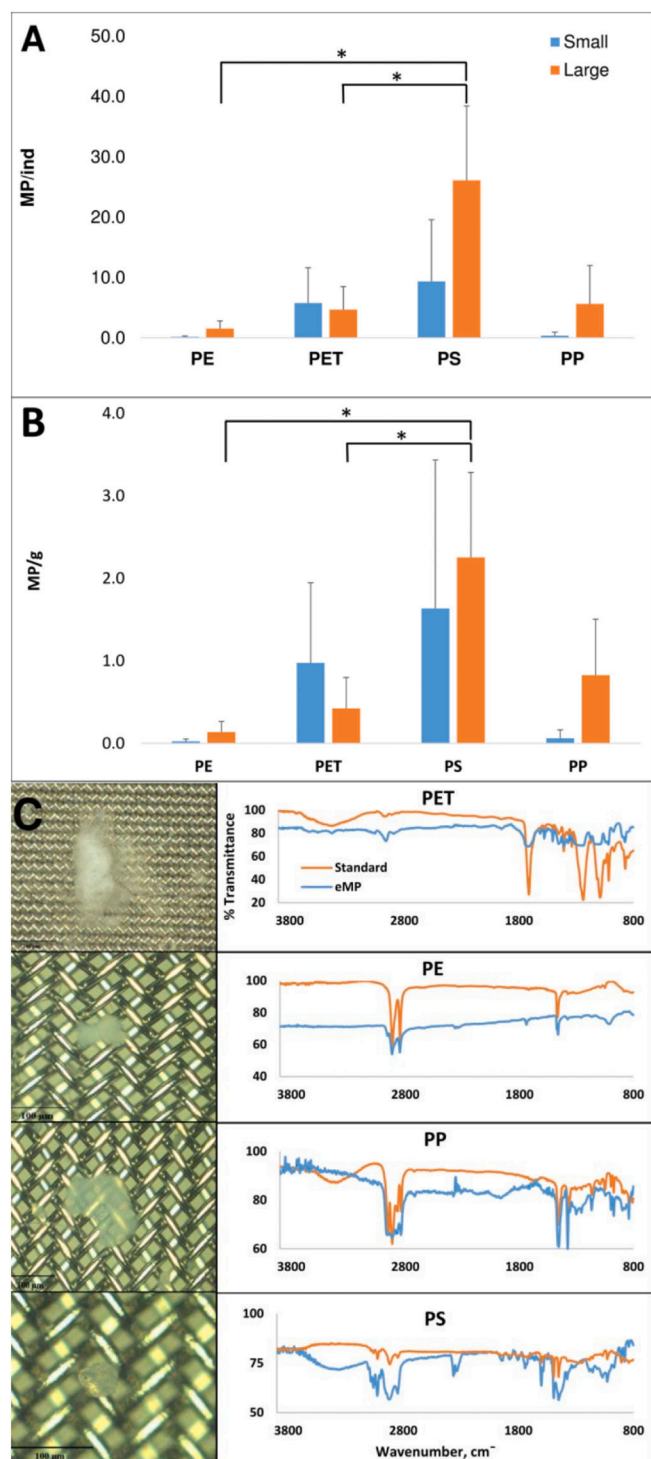 A
50.0
40.0
30.0
20.0
10.0
0.0
MP/ind
Small
Large
*
*
PE PET PS PP
B
4.0
3.0
2.0
1.0
0.0
MP/g
*
*
PE PET PS PP
C
PET
% Transmittance
100
80
60
40
20
Standard
eMP
3800 2800 1800 800
PE
100
80
60
40
3800 2800 1800 800
100 µm
PP
100
80
60
3800 2800 1800 800
100 µm
PS
100
75
50
3800 2800 1800 800
Wavenumber, cm⁻
100 µm